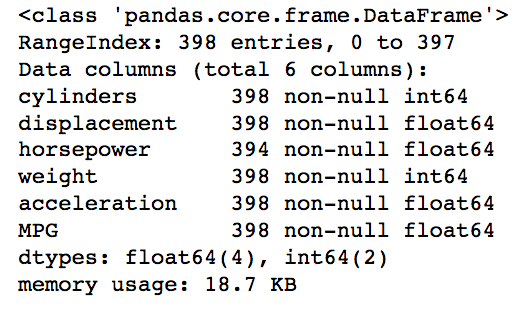 <class 'pandas.core.frame.DataFrame'>
RangeIndex: 398 entries, 0 to 397
Data columns (total 6 columns):
cylinders       398 non-null int64
displacement    398 non-null float64
horsepower      394 non-null float64
weight          398 non-null int64
acceleration    398 non-null float64
MPG             398 non-null float64
dtypes: float64(4), int64(2)
memory usage: 18.7 KB